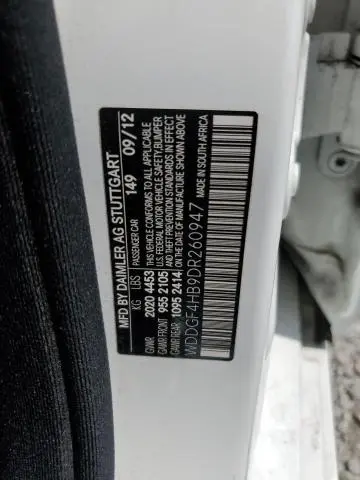 MFD BY DAIMLER AG STUTTGART
PASSENGER CAR 149 09/12
KG LBS
GVWR 2020 4453 THIS VEHICLE CONFORMS TO ALL APPLICABLE
GAWR FRONT 955 2105 U.S. FEDERAL MOTOR VEHICLE SAFETY, BUMPER
GAWR REAR 1095 2414 AND THEFT PREVENTION STANDARDS IN EFFECT
ON THE DATE OF MANUFACTURE SHOWN ABOVE
WDDGF4HB9DR260947 MADE IN SOUTH AFRICA